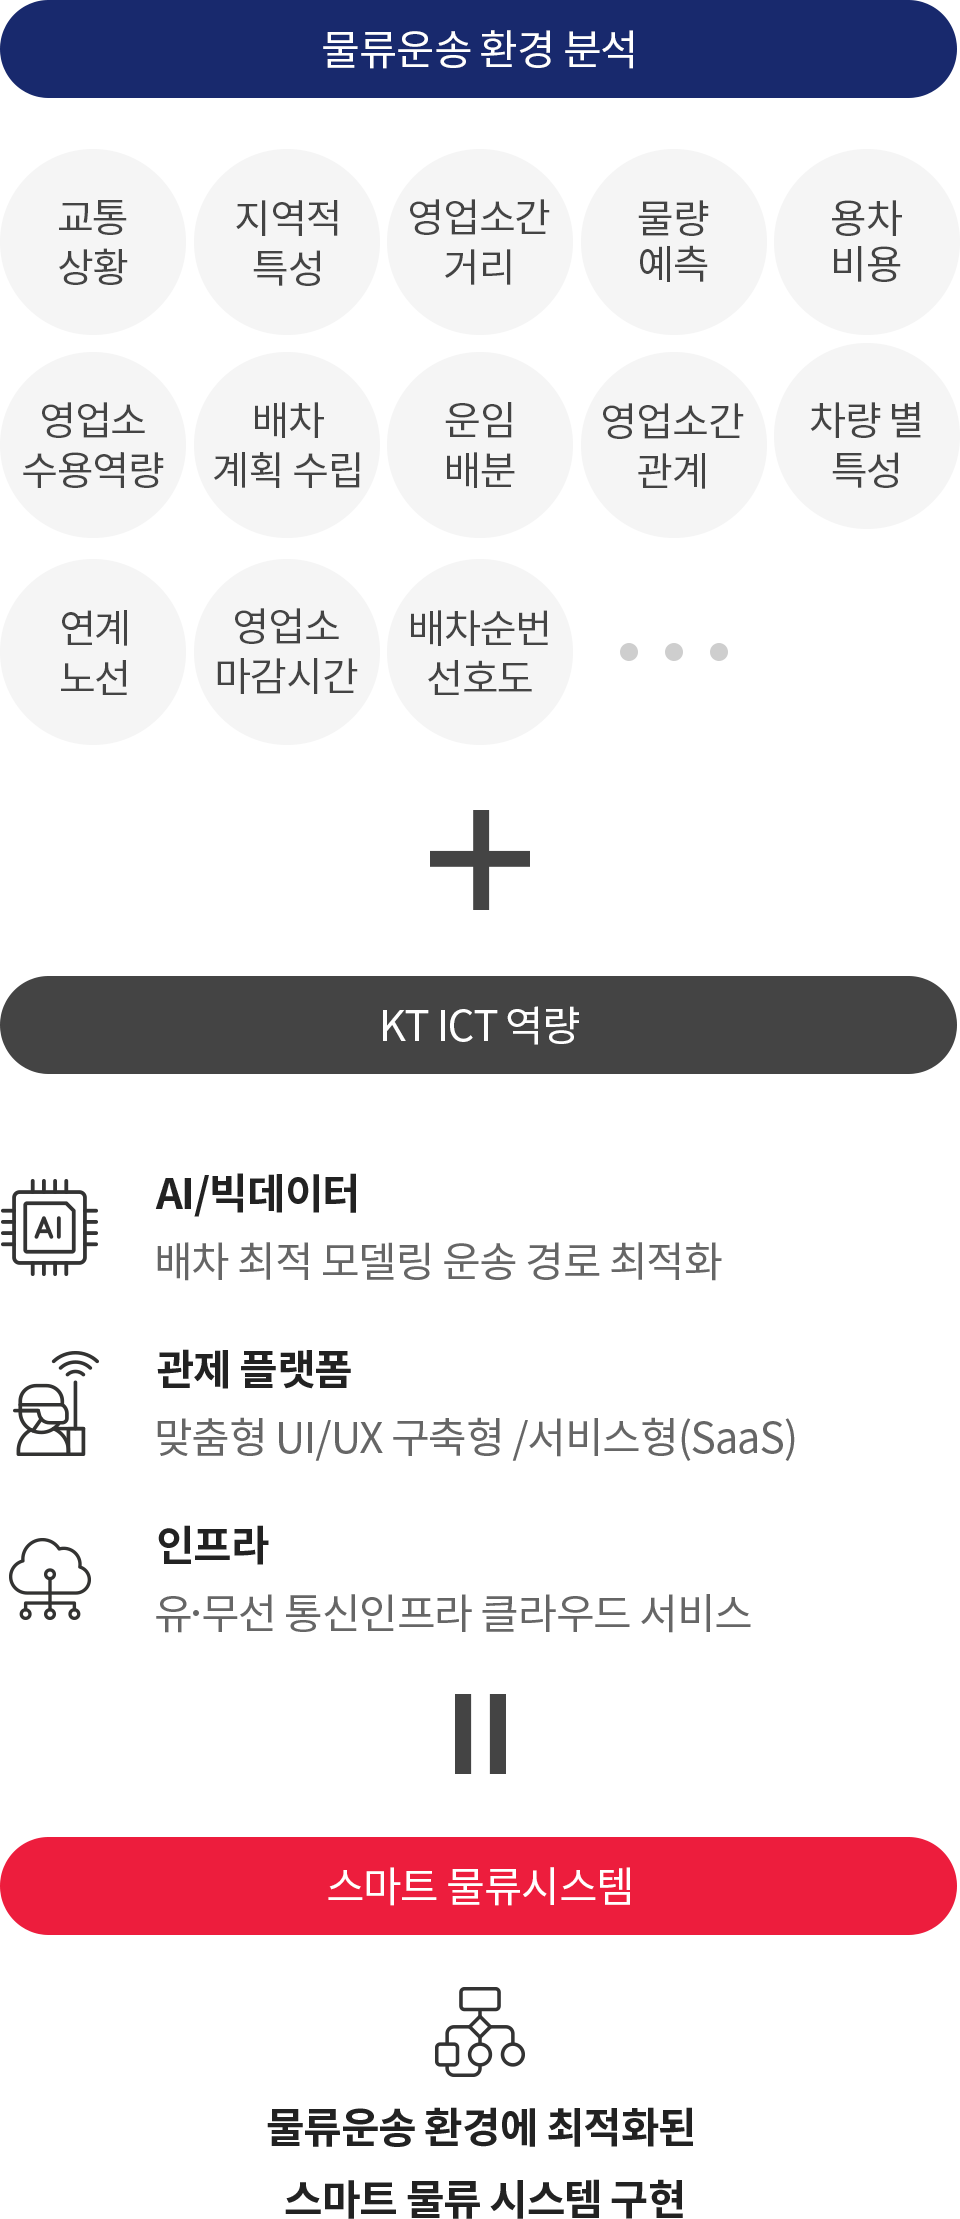 물류운송 환경 분석
교통
상황
지역적
특성
영업소간
거리
물량
예측
용차
비용
영업소
수용역량
배차
계획 수립
운임
배분
영업소간
관계
차량 별
특성
연계
노선
영업소
마감시간
배차순번
선호도
KT ICT 역량
AI
AI/빅데이터
배차 최적 모델링 운송 경로 최적화
관제 플랫폼
맞춤형 UI/UX 구축형 /서비스형(SaaS)
인프라
유·무선 통신인프라 클라우드 서비스
스마트 물류시스템
물류운송 환경에 최적화된
스마트 물류 시스템 구현